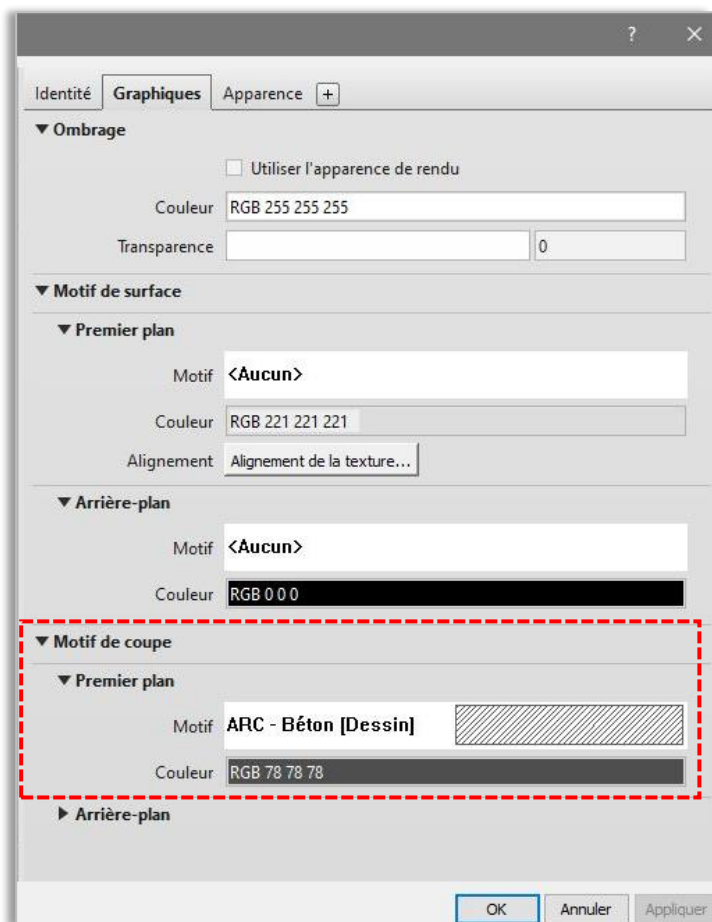 ?
Identité Graphiques Apparence +
Ombrage
Utiliser l'apparence de rendu
Couleur RGB 255 255 255
Transparence 0
Motif de surface
Premier plan
Motif <Aucun>
Couleur RGB 221 221 221
Alignement Alignement de la texture...
Arrière-plan
Motif <Aucun>
Couleur RGB 0 0 0
Motif de coupe
Premier plan
Motif ARC - Béton [Dessin]
Couleur RGB 78 78 78
Arrière-plan
OK Annuler Appliquer